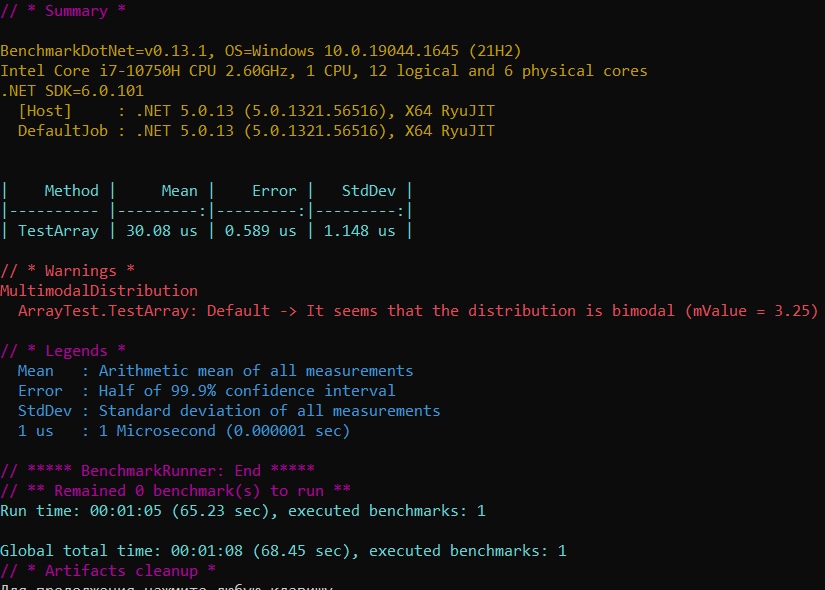 // * Summary *
BenchmarkDotNet=v0.13.1, OS=Windows 10.0.19044.1645 (21H2)
Intel Core i7-10750H CPU 2.60GHz, 1 CPU, 12 logical and 6 physical cores
.NET SDK=6.0.101
  [Host]     : .NET 5.0.13 (5.0.1321.56516), X64 RyuJIT
  DefaultJob : .NET 5.0.13 (5.0.1321.56516), X64 RyuJIT
|    Method |     Mean |    Error |   StdDev |
|---------- |---------:|---------:|---------:|
| TestArray | 30.08 us | 0.589 us | 1.148 us |
// * Warnings *
MultimodalDistribution
  ArrayTest.TestArray: Default -> It seems that the distribution is bimodal (mValue = 3.25)
// * Legends *
  Mean   : Arithmetic mean of all measurements
  Error  : Half of 99.9% confidence interval
  StdDev : Standard deviation of all measurements
  1 us   : 1 Microsecond (0.000001 sec)
// ***** BenchmarkRunner: End *****
// ** Remained 0 benchmark(s) to run **
Run time: 00:01:05 (65.23 sec), executed benchmarks: 1
Global total time: 00:01:08 (68.45 sec), executed benchmarks: 1
// * Artifacts cleanup *
Для продолжения нажмите любую клавишу